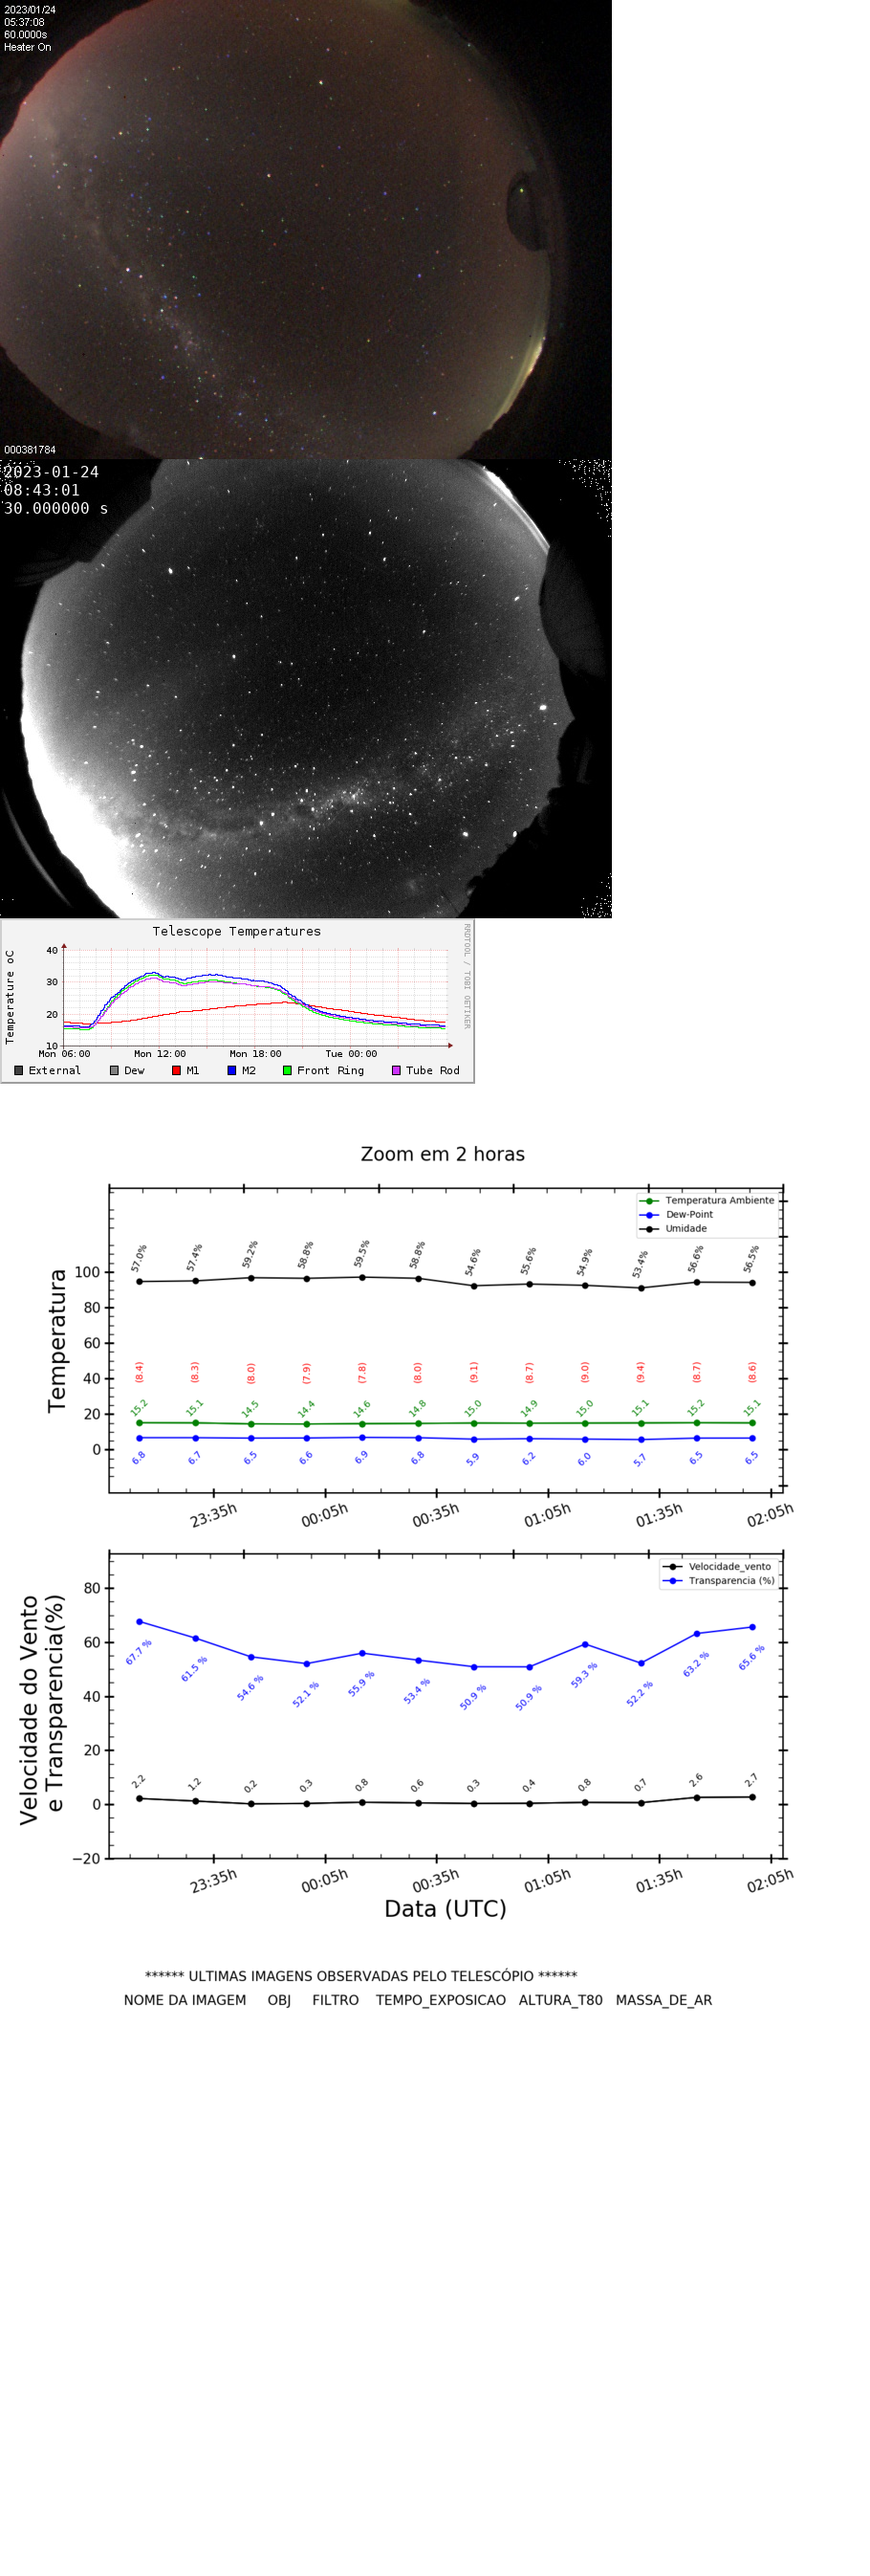 2023/01/24
05:37:08
60.0000s
Heater On
000381784
2023-01-24
08:43:01
30.000000 s
Telescope Temperatures
RRDTOOL / TOBI OETIKER
Temperature oC
40
30
20
10
Mon 06:00 Mon 12:00 Mon 18:00 Tue 00:00
External Dew M1 M2 Front Ring Tube Rod
Zoom em 2 horas
Temperatura Ambiente
Dew-Point
Umidade
Temperatura
100
80
60
40
20
0
57.0% 57.4% 59.2% 58.8% 59.5% 58.8% 54.6% 55.6% 54.9% 53.4% 56.6% 56.5%
(8.4) (8.3) (8.0) (7.9) (7.8) (8.0) (9.1) (8.7) (9.0) (9.4) (8.7) (8.6)
15.2 15.1 14.5 14.4 14.6 14.8 15.0 14.9 15.0 15.1 15.2 15.1
6.8 6.7 6.5 6.6 6.9 6.8 5.9 6.2 6.0 5.7 6.5 6.5
23:35h 00:05h 00:35h 01:05h 01:35h 02:05h
Velocidade_vento
Transparencia (%)
Velocidade do Vento
e Transparencia(%)
80
60
40
20
0
−20
67.7 % 61.5 % 54.6 % 52.1 % 55.9 % 53.4 % 50.9 % 50.9 % 59.3 % 52.2 % 63.2 % 65.6 %
2.2 1.2 0.2 0.3 0.8 0.6 0.3 0.4 0.8 0.7 2.6 2.7
23:35h 00:05h 00:35h 01:05h 01:35h 02:05h
Data (UTC)
****** ULTIMAS IMAGENS OBSERVADAS PELO TELESCÓPIO ******
NOME DA IMAGEM OBJ FILTRO TEMPO_EXPOSICAO ALTURA_T80 MASSA_DE_AR